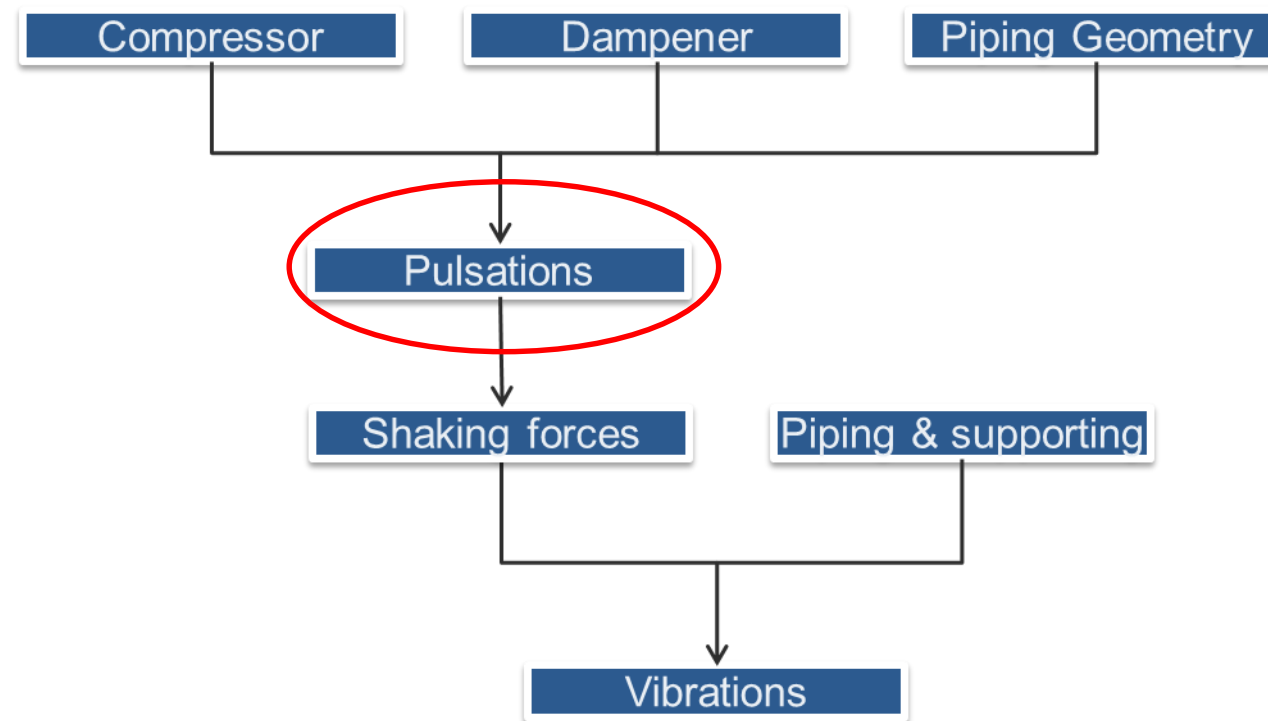 Compressor
Dampener
Piping Geometry
Pulsations
Shaking forces
Piping & supporting
Vibrations